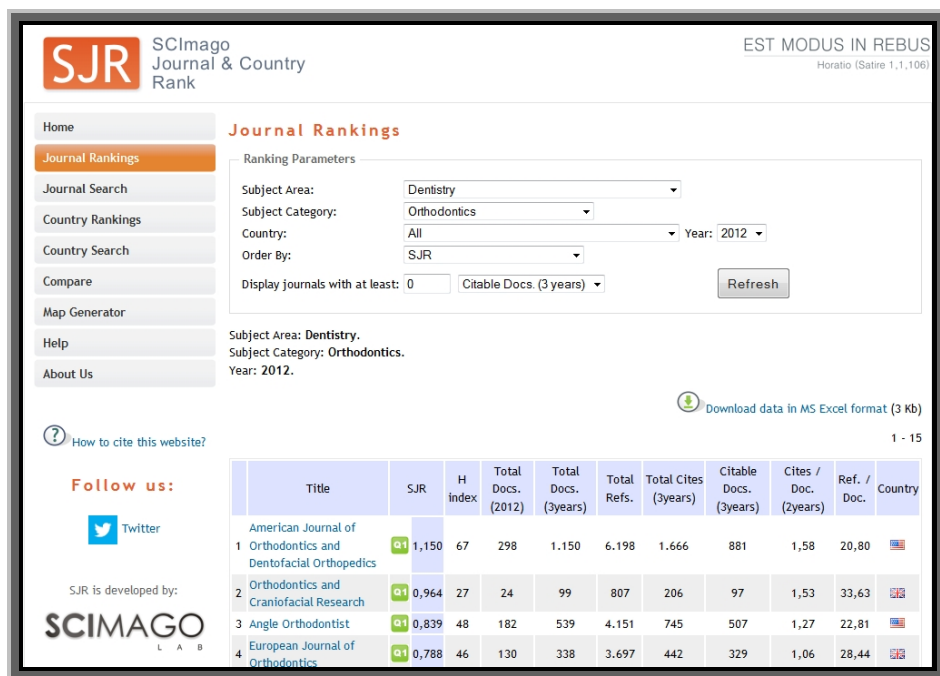 SJR
SCImago
Journal & Country
Rank
EST MODUS IN REBUS
Horatio (Satire 1,1,106)
Home
Journal Rankings
Journal Search
Country Rankings
Country Search
Compare
Map Generator
Help
About Us
How to cite this website?
Follow us:
Twitter
SJR is developed by:
SCIMAGO
LAB
Journal Rankings
Ranking Parameters
Subject Area: Dentistry
Subject Category: Orthodontics
Country: All Year: 2012
Order By: SJR
Display journals with at least: 0 Citable Docs. (3 years) Refresh
Subject Area: Dentistry.
Subject Category: Orthodontics.
Year: 2012.
Download data in MS Excel format (3 Kb)
1 - 15
Title SJR H index Total Docs. (2012) Total Docs. (3years) Total Refs. Total Cites (3years) Citable Docs. (3years) Cites / Doc. (2years) Ref. / Doc. Country
1 American Journal of Orthodontics and Dentofacial Orthopedics Q1 1,150 67 298 1.150 6.198 1.666 881 1,58 20,80
2 Orthodontics and Craniofacial Research Q1 0,964 27 24 99 807 206 97 1,53 33,63
3 Angle Orthodontist Q1 0,839 48 182 539 4.151 745 507 1,27 22,81
4 European Journal of Orthodontics Q1 0,788 46 130 338 3.697 442 329 1,06 28,44